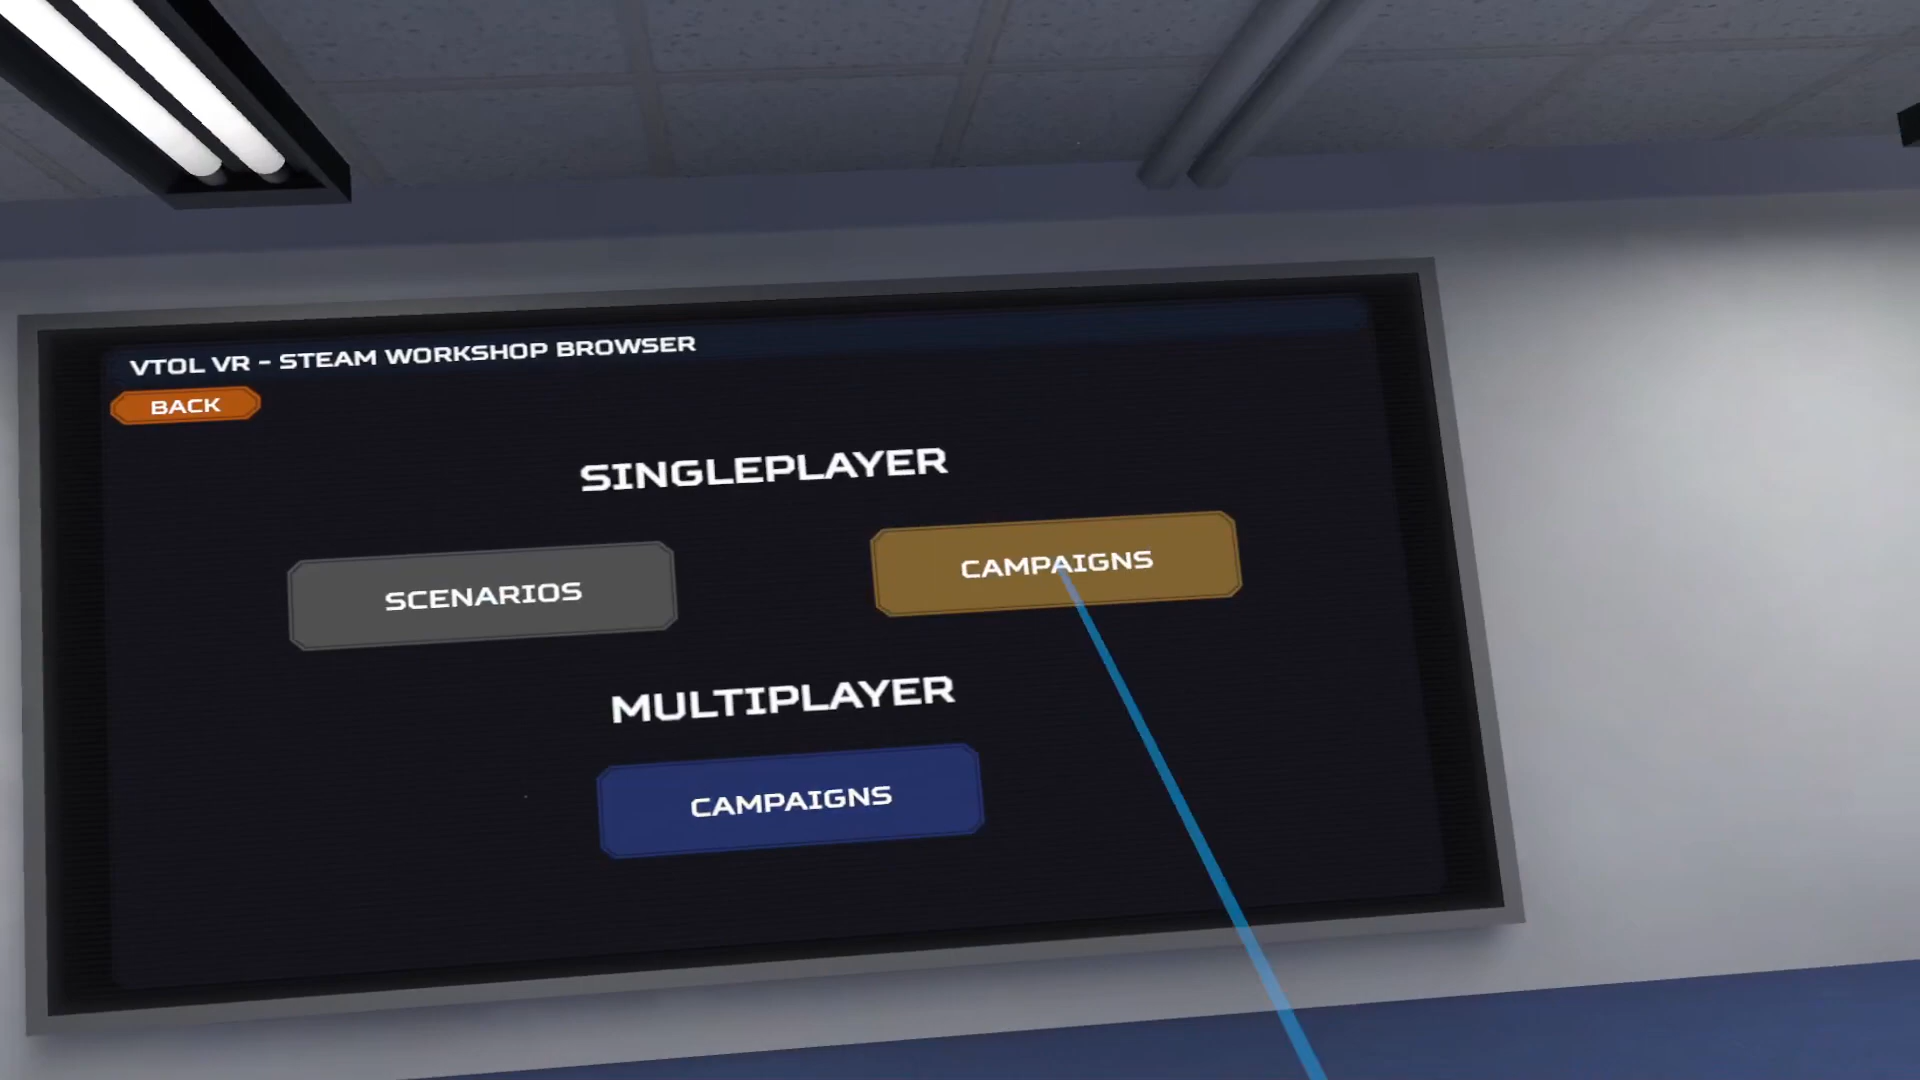 VTOL VR - STEAM WORKSHOP BROWSER
BACK
SINGLEPLAYER
SCENARIOS
CAMPAIGNS
MULTIPLAYER
CAMPAIGNS